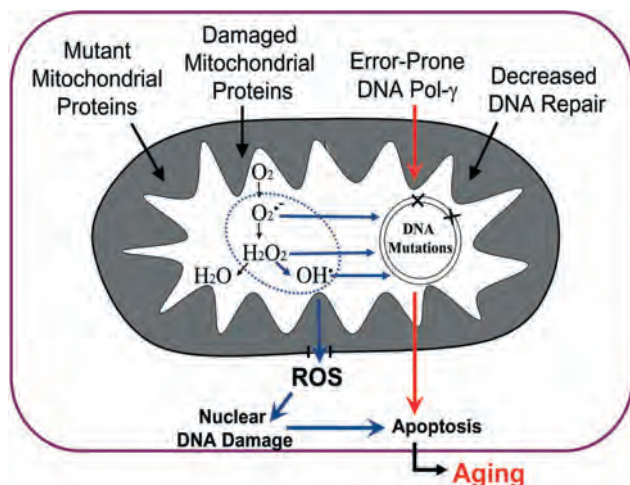 Mutant
Mitochondrial
Proteins
Damaged
Mitochondrial
Proteins
Error-Prone
DNA Pol-γ
Decreased
DNA Repair
O₂
O₂•⁻
H₂O₂
H₂O
OH•
DNA
Mutations
ROS
Nuclear
DNA Damage
Apoptosis
Aging